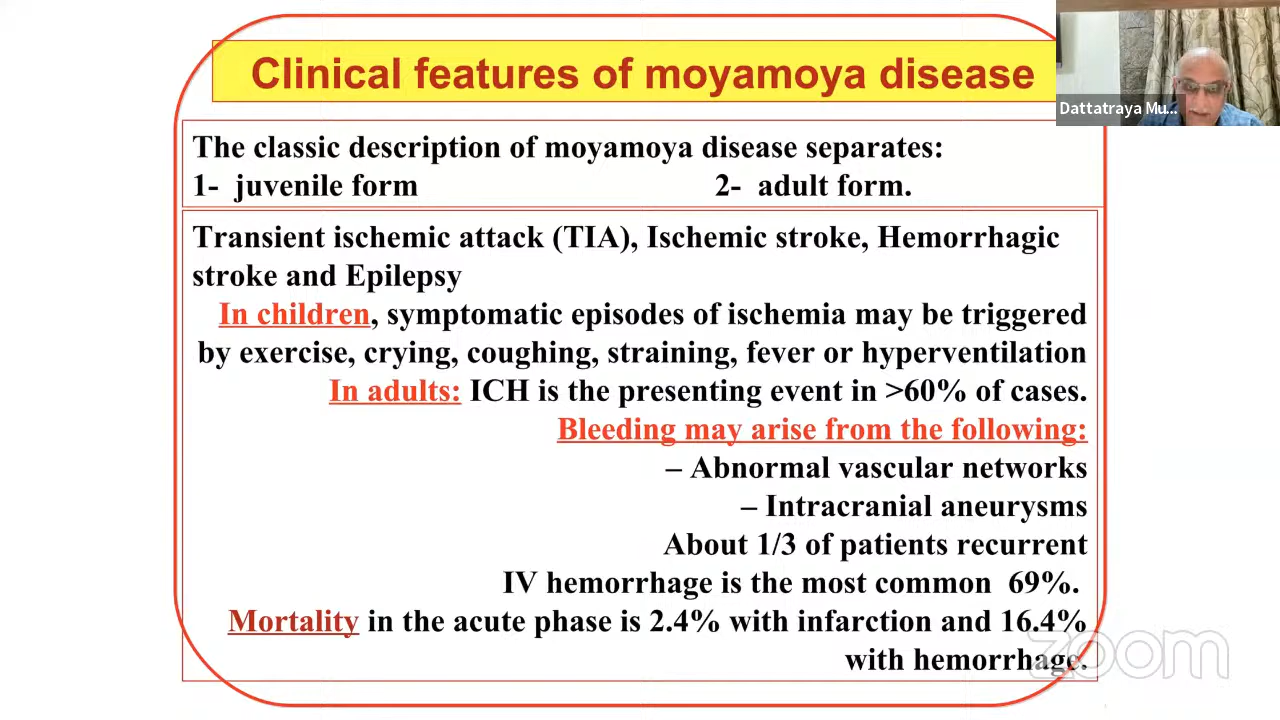 Clinical features of moyamoya disease
Dattatraya Mu...
The classic description of moyamoya disease separates:
1- juvenile form 2- adult form.
Transient ischemic attack (TIA), Ischemic stroke, Hemorrhagic
stroke and Epilepsy
In children, symptomatic episodes of ischemia may be triggered
by exercise, crying, coughing, straining, fever or hyperventilation
In adults: ICH is the presenting event in >60% of cases.
Bleeding may arise from the following:
– Abnormal vascular networks
– Intracranial aneurysms
About 1/3 of patients recurrent
IV hemorrhage is the most common 69%.
Mortality in the acute phase is 2.4% with infarction and 16.4%
with hemorrhage.
zoom